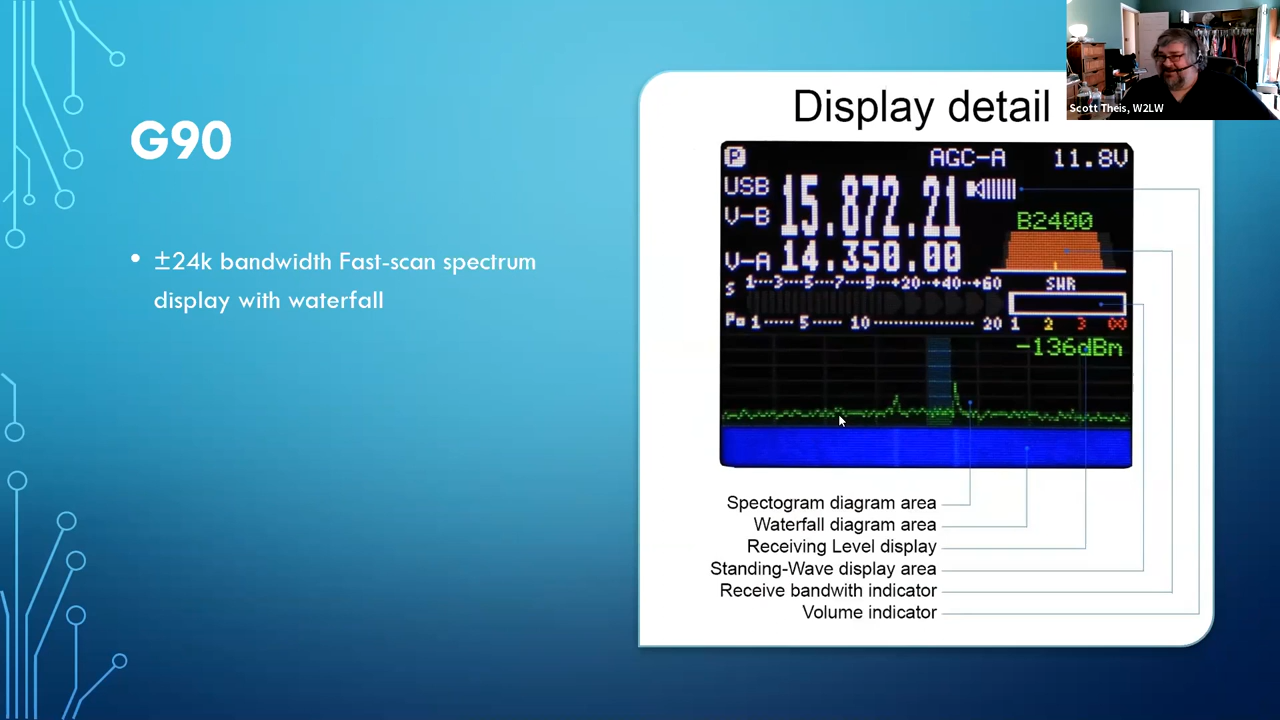 G90
• ±24k bandwidth Fast-scan spectrum
display with waterfall
Display detail
Scott Theis, W2LW
P AGC-A 11.8V
USB 15.872.21
V-B
B2400
V-A 14.350.00
S 1···3···5···7···9··+20··+40··+60 SWR
Po 1······ 5······ 10······················ 20 1 2 3 ∞
-136dBm
Spectogram diagram area
Waterfall diagram area
Receiving Level display
Standing-Wave display area
Receive bandwith indicator
Volume indicator